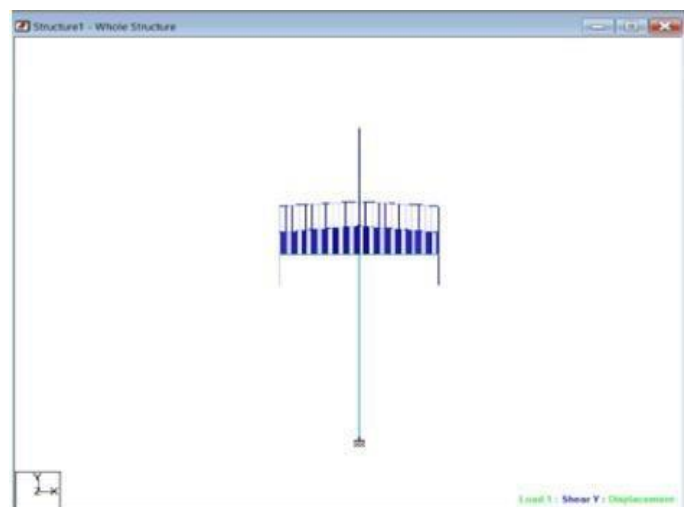 Structure1 - Whole Structure
Y
Z X
Load 1 : Shear Y : Displacement